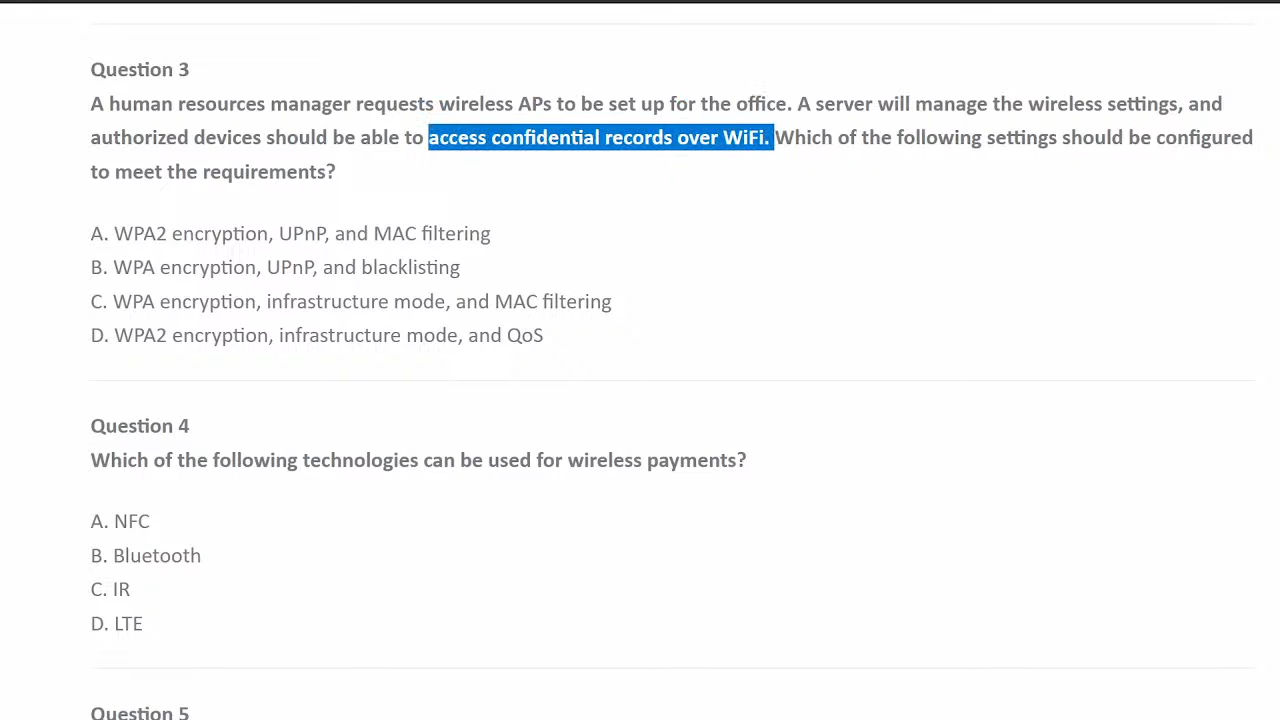 Question 3
A human resources manager requests wireless APs to be set up for the office. A server will manage the wireless settings, and
authorized devices should be able to access confidential records over WiFi. Which of the following settings should be configured
to meet the requirements?
A. WPA2 encryption, UPnP, and MAC filtering
B. WPA encryption, UPnP, and blacklisting
C. WPA encryption, infrastructure mode, and MAC filtering
D. WPA2 encryption, infrastructure mode, and QoS
Question 4
Which of the following technologies can be used for wireless payments?
A. NFC
B. Bluetooth
C. IR
D. LTE
Question 5